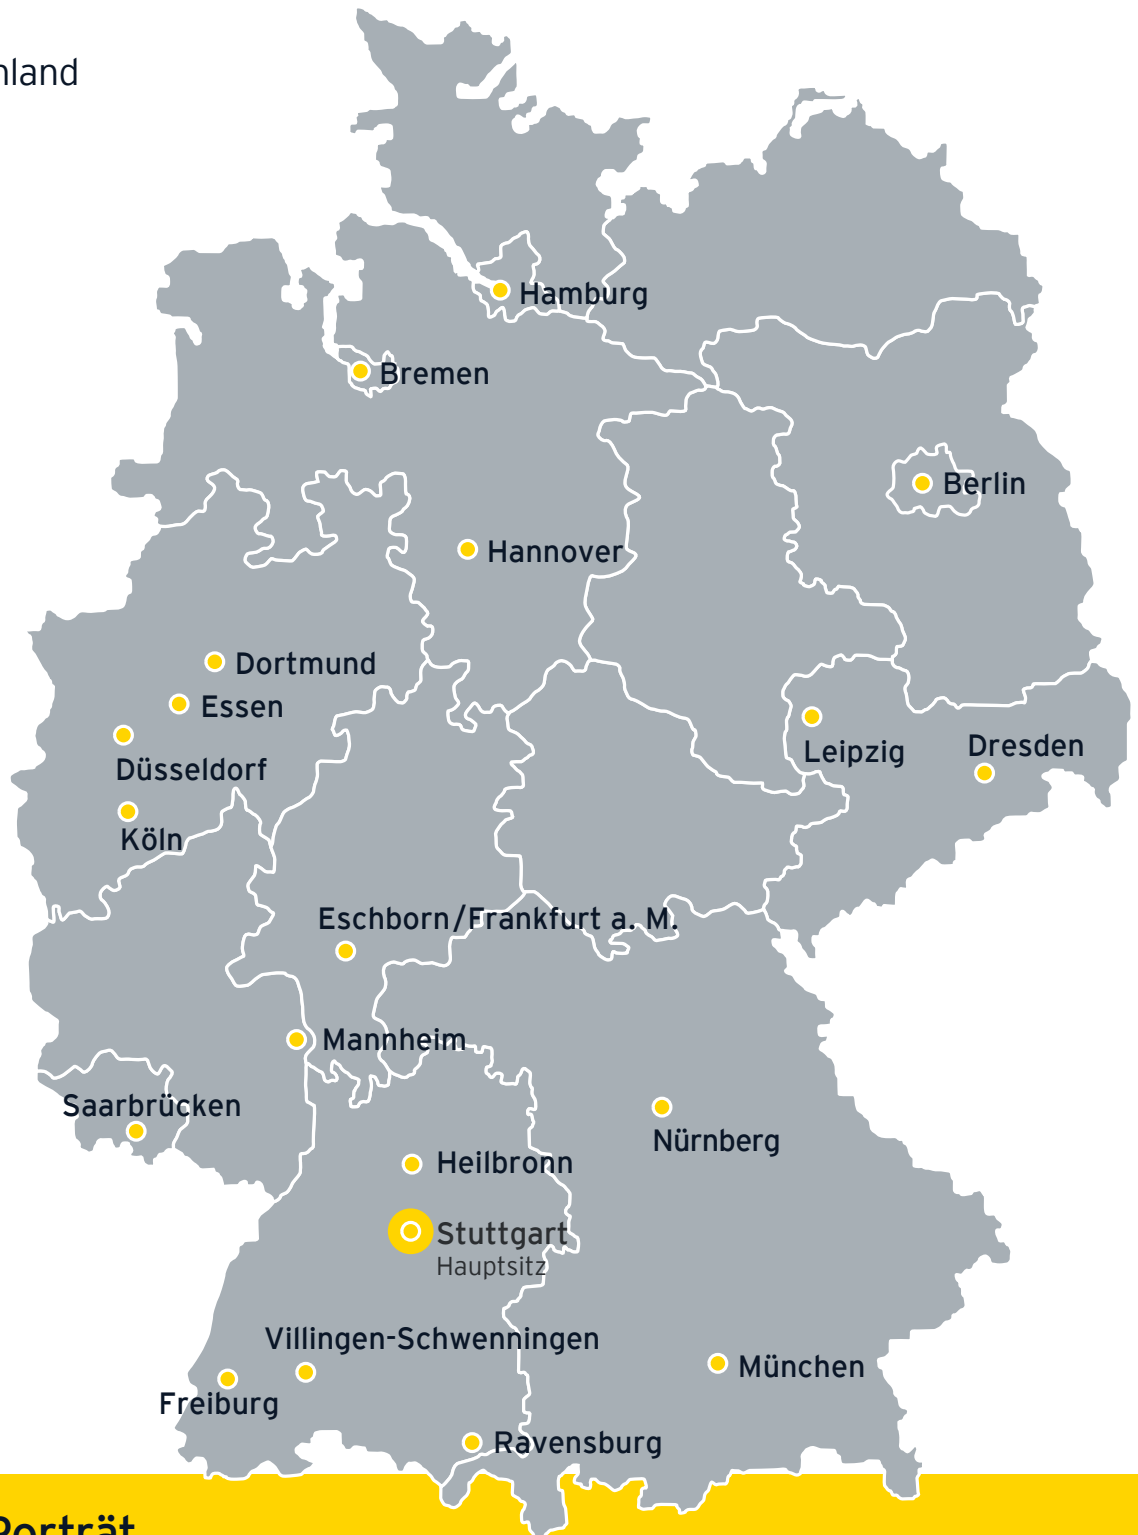 nland
Hamburg
Bremen
Berlin
Hannover
Dortmund
Essen
Düsseldorf
Leipzig
Dresden
Köln
Eschborn/Frankfurt a. M.
Mannheim
Saarbrücken
Nürnberg
Heilbronn
Stuttgart
Hauptsitz
Villingen-Schwenningen
München
Freiburg
Ravensburg
Porträt